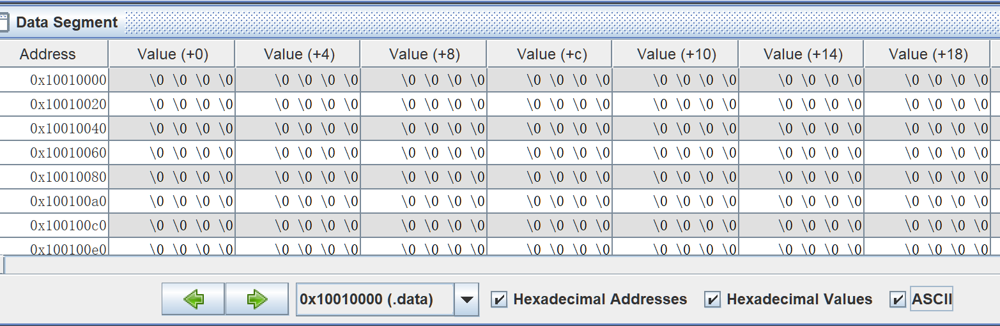 Data Segment
Address Value (+0) Value (+4) Value (+8) Value (+c) Value (+10) Value (+14) Value (+18)
0x10010000 \0 \0 \0 \0 \0 \0 \0 \0 \0 \0 \0 \0 \0 \0 \0 \0 \0 \0 \0 \0 \0 \0 \0 \0 \0 \0 \0 \0
0x10010020 \0 \0 \0 \0 \0 \0 \0 \0 \0 \0 \0 \0 \0 \0 \0 \0 \0 \0 \0 \0 \0 \0 \0 \0 \0 \0 \0 \0
0x10010040 \0 \0 \0 \0 \0 \0 \0 \0 \0 \0 \0 \0 \0 \0 \0 \0 \0 \0 \0 \0 \0 \0 \0 \0 \0 \0 \0 \0
0x10010060 \0 \0 \0 \0 \0 \0 \0 \0 \0 \0 \0 \0 \0 \0 \0 \0 \0 \0 \0 \0 \0 \0 \0 \0 \0 \0 \0 \0
0x10010080 \0 \0 \0 \0 \0 \0 \0 \0 \0 \0 \0 \0 \0 \0 \0 \0 \0 \0 \0 \0 \0 \0 \0 \0 \0 \0 \0 \0
0x100100a0 \0 \0 \0 \0 \0 \0 \0 \0 \0 \0 \0 \0 \0 \0 \0 \0 \0 \0 \0 \0 \0 \0 \0 \0 \0 \0 \0 \0
0x100100c0 \0 \0 \0 \0 \0 \0 \0 \0 \0 \0 \0 \0 \0 \0 \0 \0 \0 \0 \0 \0 \0 \0 \0 \0 \0 \0 \0 \0
0x100100e0 \0 \0 \0 \0 \0 \0 \0 \0 \0 \0 \0 \0 \0 \0 \0 \0 \0 \0 \0 \0 \0 \0 \0 \0 \0 \0 \0 \0
0x10010000 (.data) Hexadecimal Addresses Hexadecimal Values ASCII